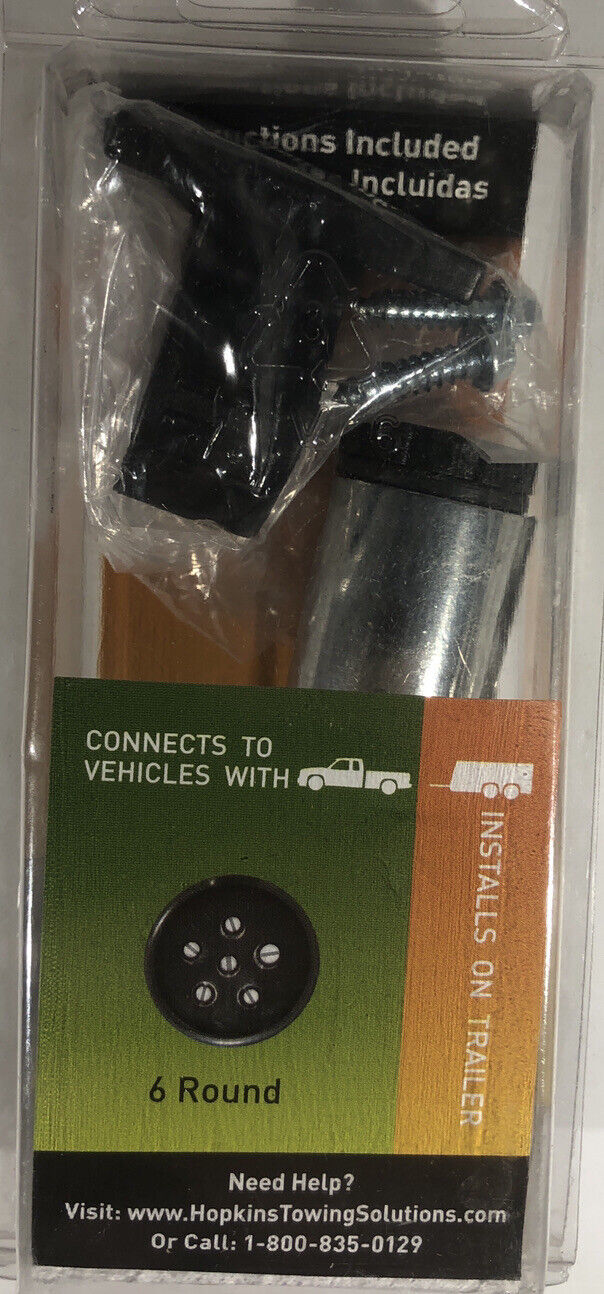 Included
Incluidas
CONNECTS TO
VEHICLES WITH
INSTALLS ON TRAILER
6 Round
Need Help?
Visit: www.HopkinsTowingSolutions.com
Or Call: 1-800-835-0129